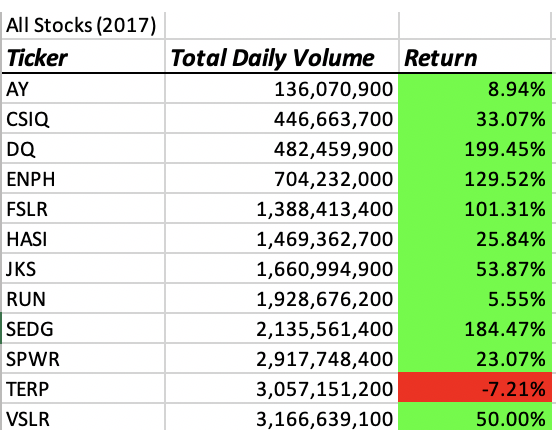 All Stocks (2017)
Ticker Total Daily Volume Return
AY 136,070,900 8.94%
CSIQ 446,663,700 33.07%
DQ 482,459,900 199.45%
ENPH 704,232,000 129.52%
FSLR 1,388,413,400 101.31%
HASI 1,469,362,700 25.84%
JKS 1,660,994,900 53.87%
RUN 1,928,676,200 5.55%
SEDG 2,135,561,400 184.47%
SPWR 2,917,748,400 23.07%
TERP 3,057,151,200 -7.21%
VSLR 3,166,639,100 50.00%